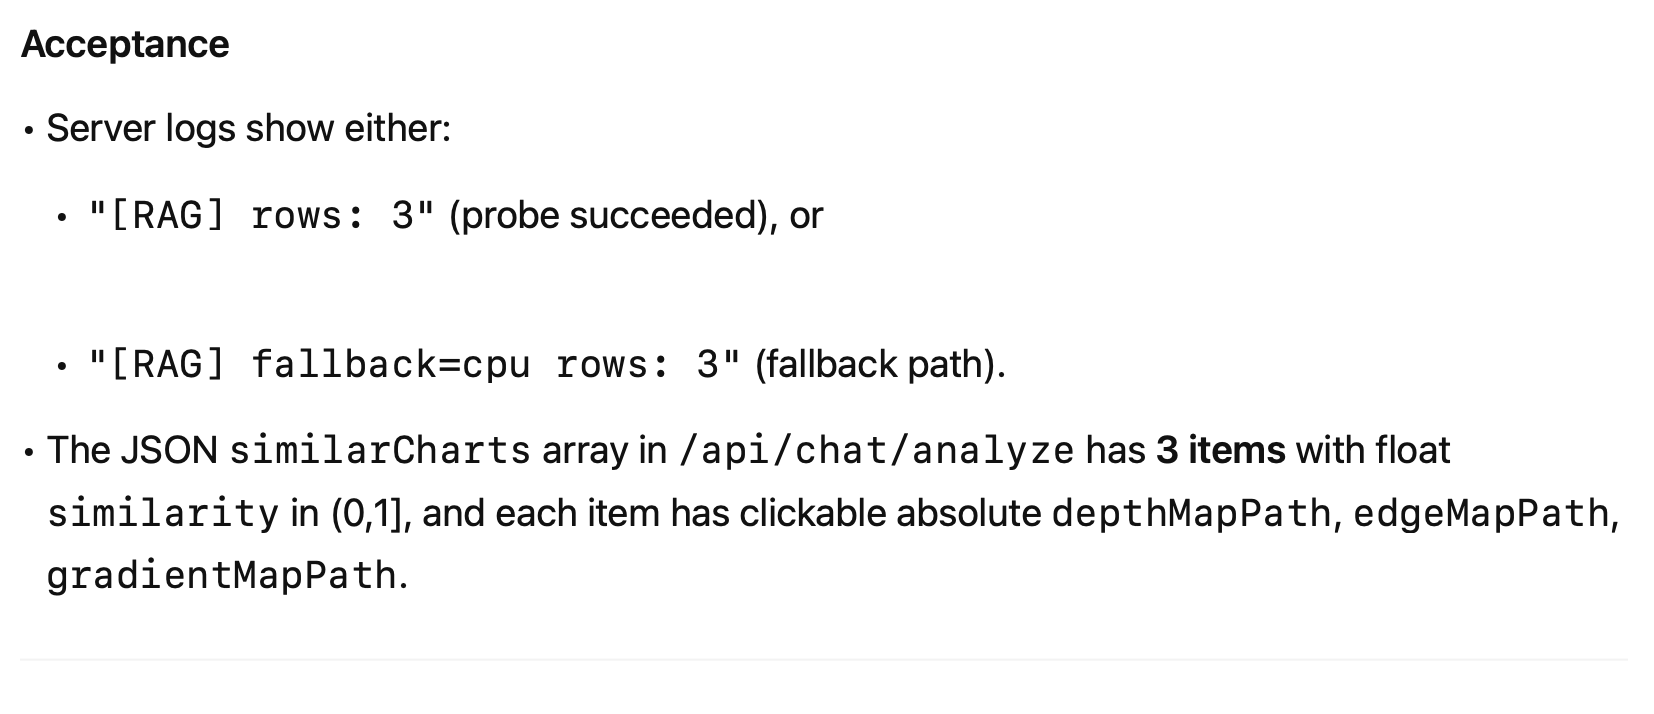 Acceptance
• Server logs show either:
• "[RAG] rows: 3" (probe succeeded), or
• "[RAG] fallback=cpu rows: 3" (fallback path).
• The JSON similarCharts array in /api/chat/analyze has 3 items with float
similarity in (0,1], and each item has clickable absolute depthMapPath, edgeMapPath,
gradientMapPath.